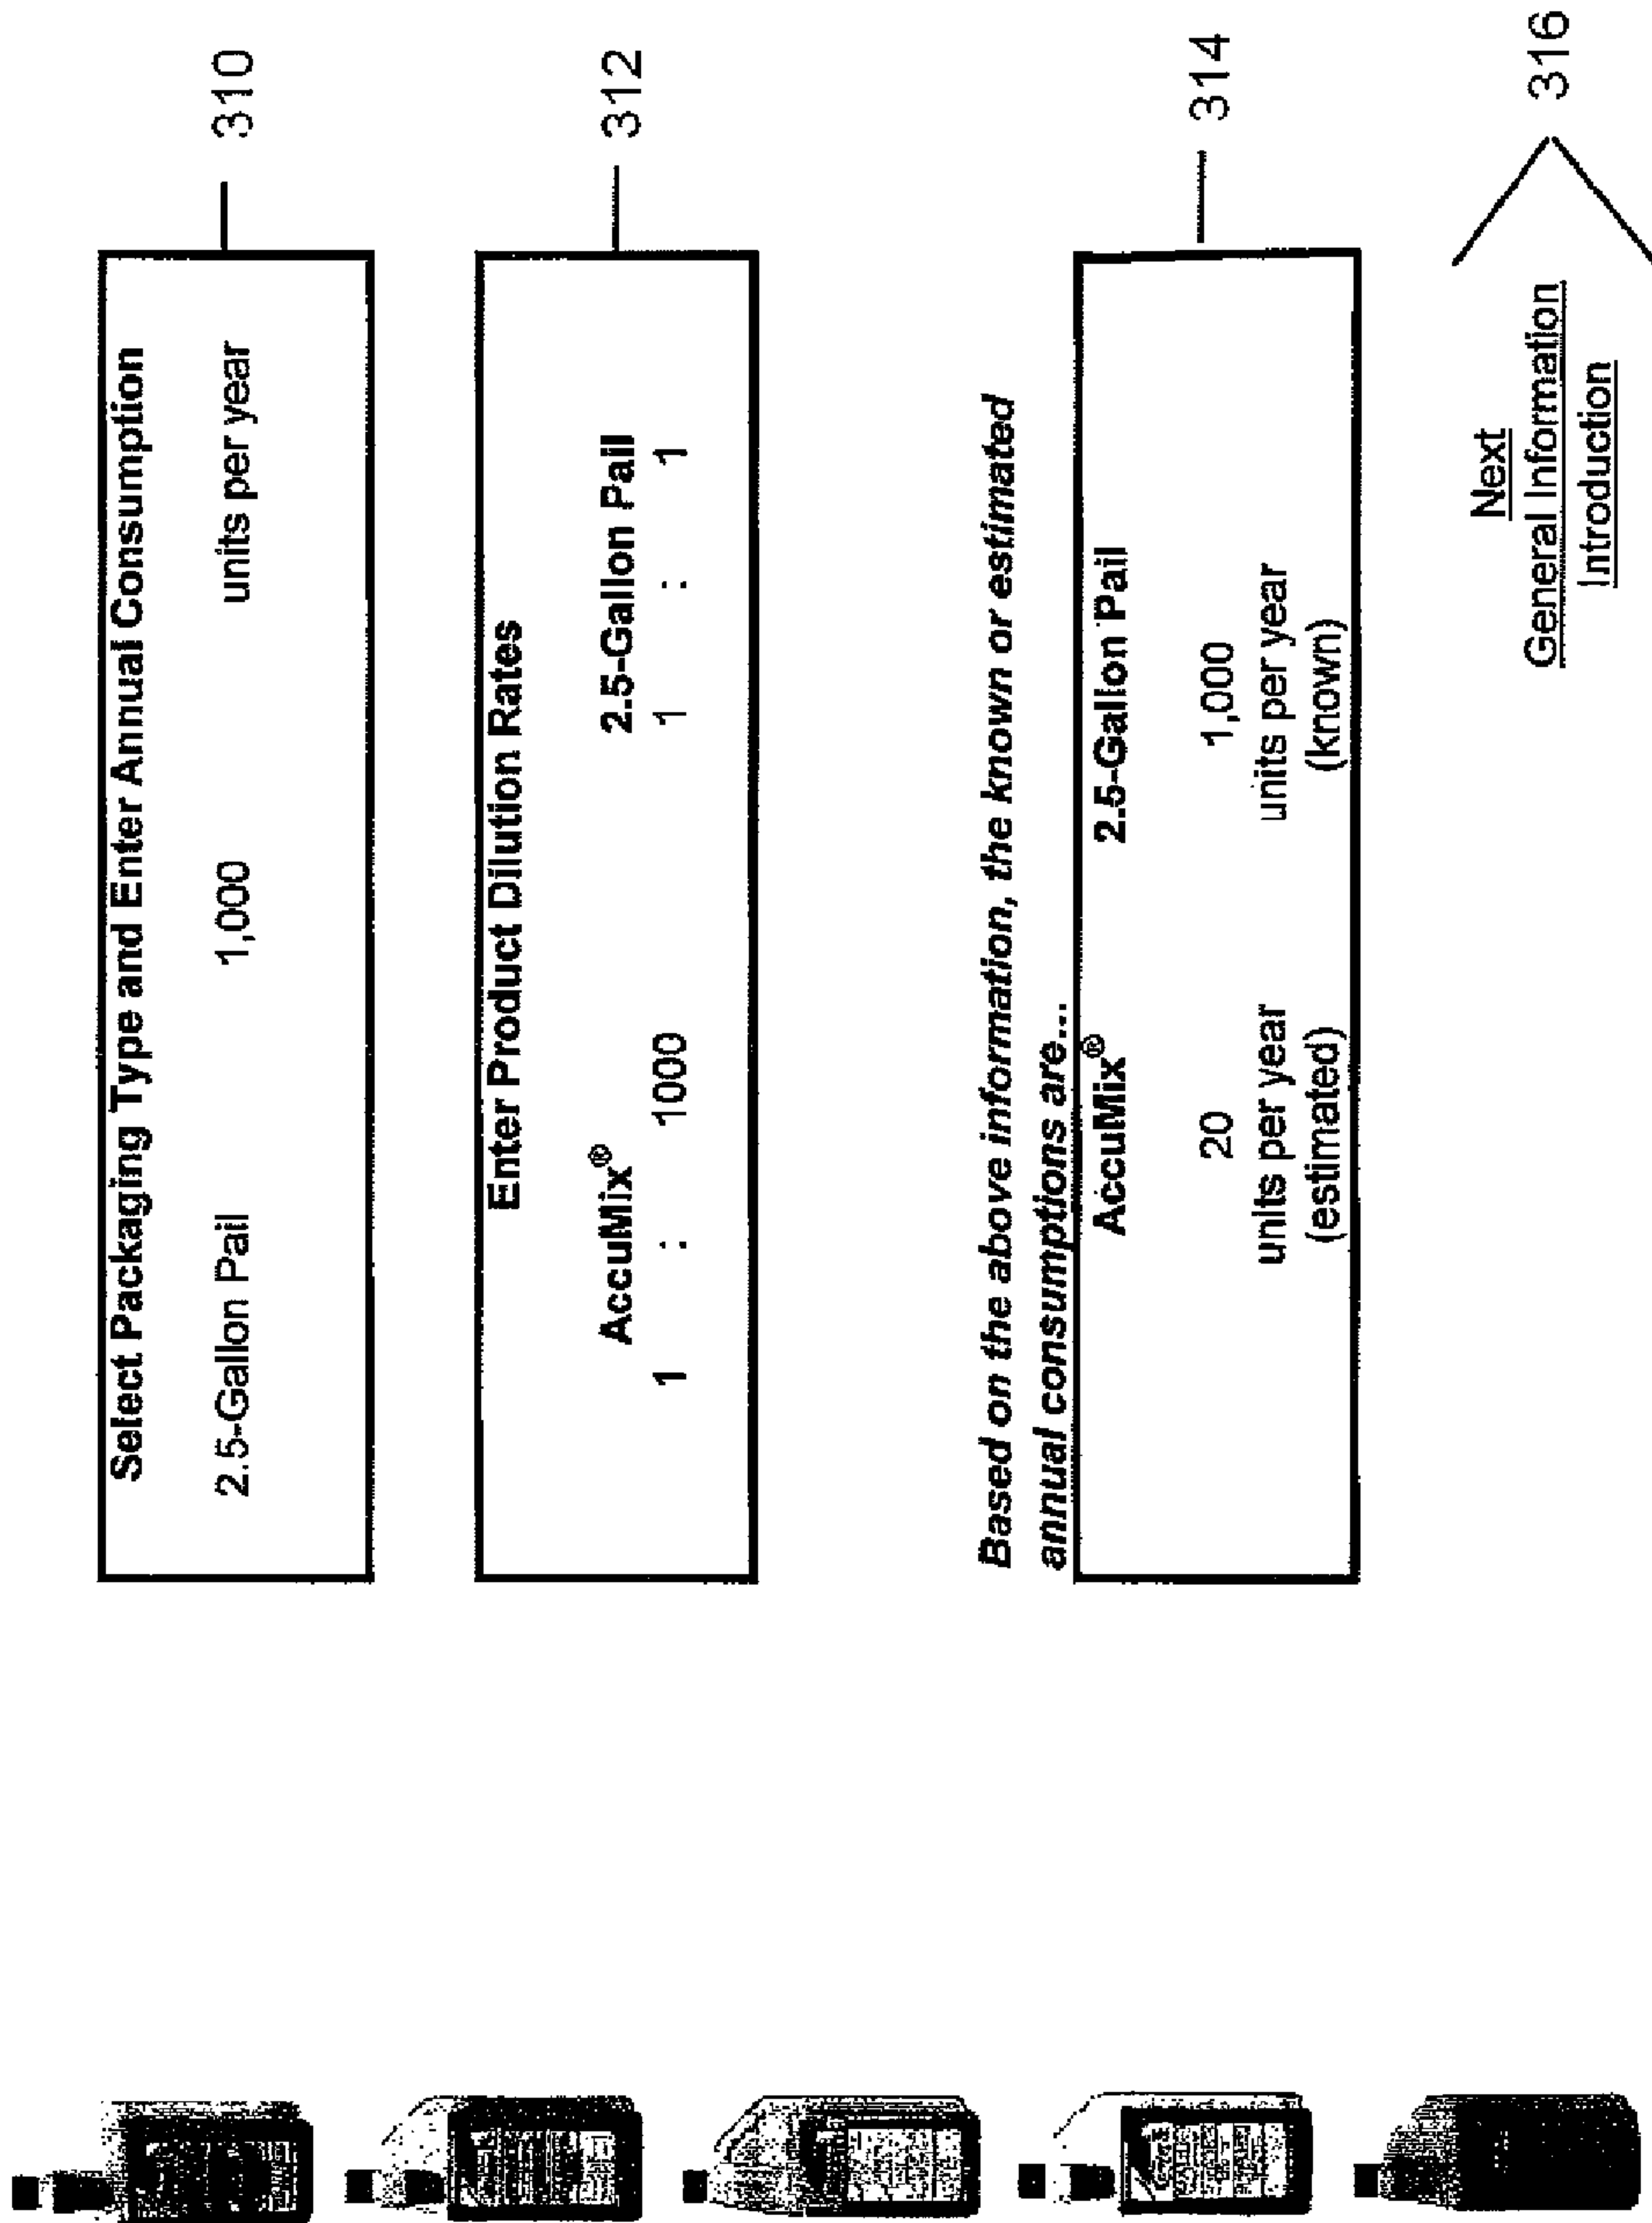 Select Packaging Type and Enter Annual Consumption
2.5-Gallon Pail 1,000 units per year
310
Enter Product Dilution Rates
AccuMix® 2.5-Gallon Pail
1 : 1000 1 : 1
312
Based on the above information, the known or estimated
annual consumptions are...
AccuMix® 2.5-Gallon Pail
20 1,000
units per year units per year
(estimated) (known)
314
Next
General Information
Introduction
316